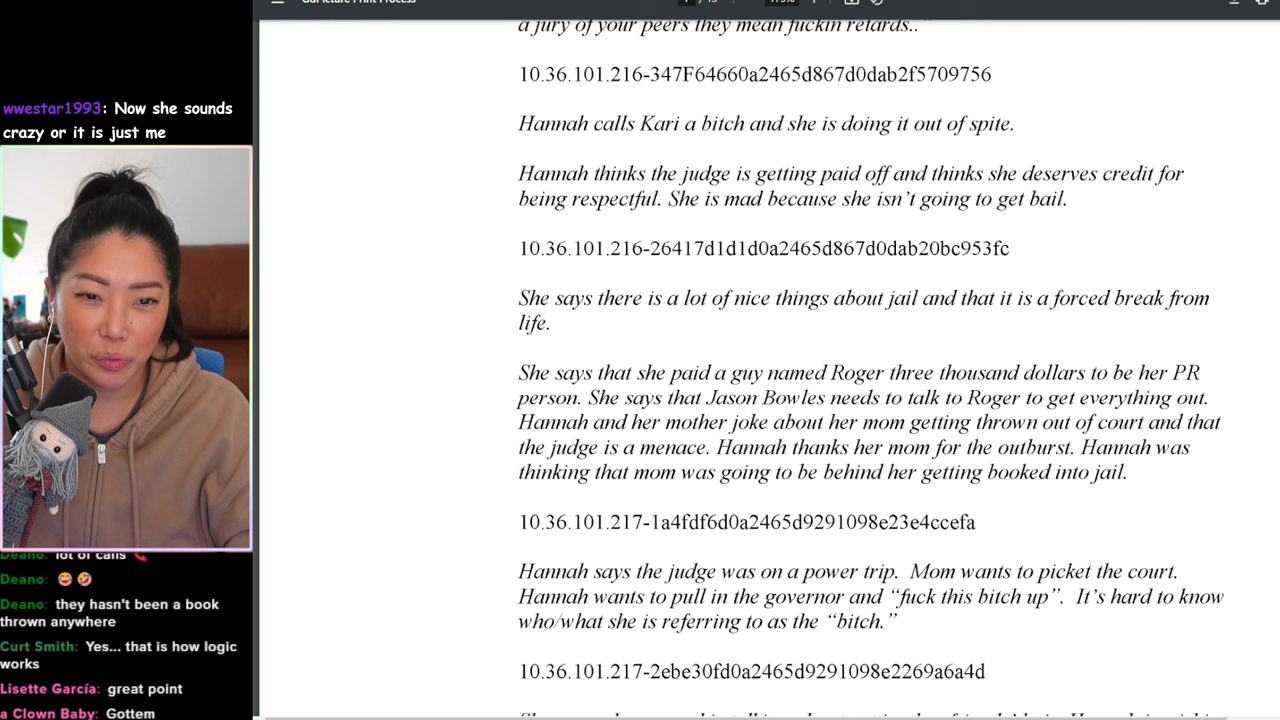 GdPicture Print Process
a jury of your peers they mean fuckin retards.."
10.36.101.216-347F64660a2465d867d0dab2f5709756
Hannah calls Kari a bitch and she is doing it out of spite.
Hannah thinks the judge is getting paid off and thinks she deserves credit for
being respectful. She is mad because she isn't going to get bail.
10.36.101.216-26417d1d1d0a2465d867d0dab20bc953fc
She says there is a lot of nice things about jail and that it is a forced break from
life.
She says that she paid a guy named Roger three thousand dollars to be her PR
person. She says that Jason Bowles needs to talk to Roger to get everything out.
Hannah and her mother joke about her mom getting thrown out of court and that
the judge is a menace. Hannah thanks her mom for the outburst. Hannah was
thinking that mom was going to be behind her getting booked into jail.
10.36.101.217-1a4fdf6d0a2465d9291098e23e4ccefa
Hannah says the judge was on a power trip.  Mom wants to picket the court.
Hannah wants to pull in the governor and "fuck this bitch up".  It's hard to know
who/what she is referring to as the "bitch."
10.36.101.217-2ebe30fd0a2465d9291098e2269a6a4d
wwestar1993: Now she sounds
crazy or it is just me
Deano: lot of calls
Deano: 😄 🤣
Deano: they hasn't been a book
thrown anywhere
Curt Smith: Yes... that is how logic
works
Lisette García: great point
a Clown Baby: Gottem